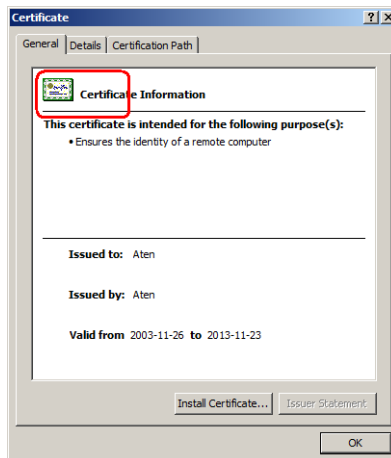 Certificate
General Details Certification Path
Certificate Information
This certificate is intended for the following purpose(s):
• Ensures the identity of a remote computer
Issued to: Aten
Issued by: Aten
Valid from 2003-11-26 to 2013-11-23
Install Certificate... Issuer Statement
OK